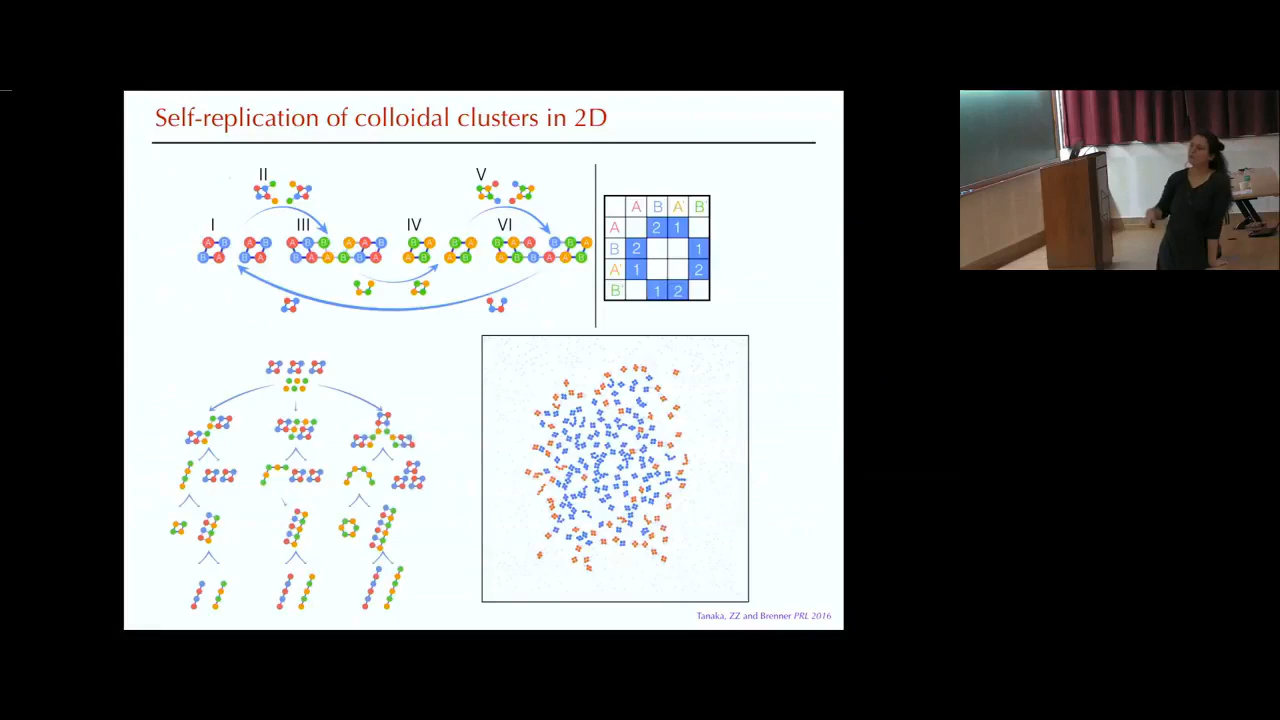 Self-replication of colloidal clusters in 2D
II
V
I
III
IV
VI
A B' A' B
A
B
A'
B'
2 1
2 1
1 2
1 2
Tanaka, ZZ and Brenner PRL 2016